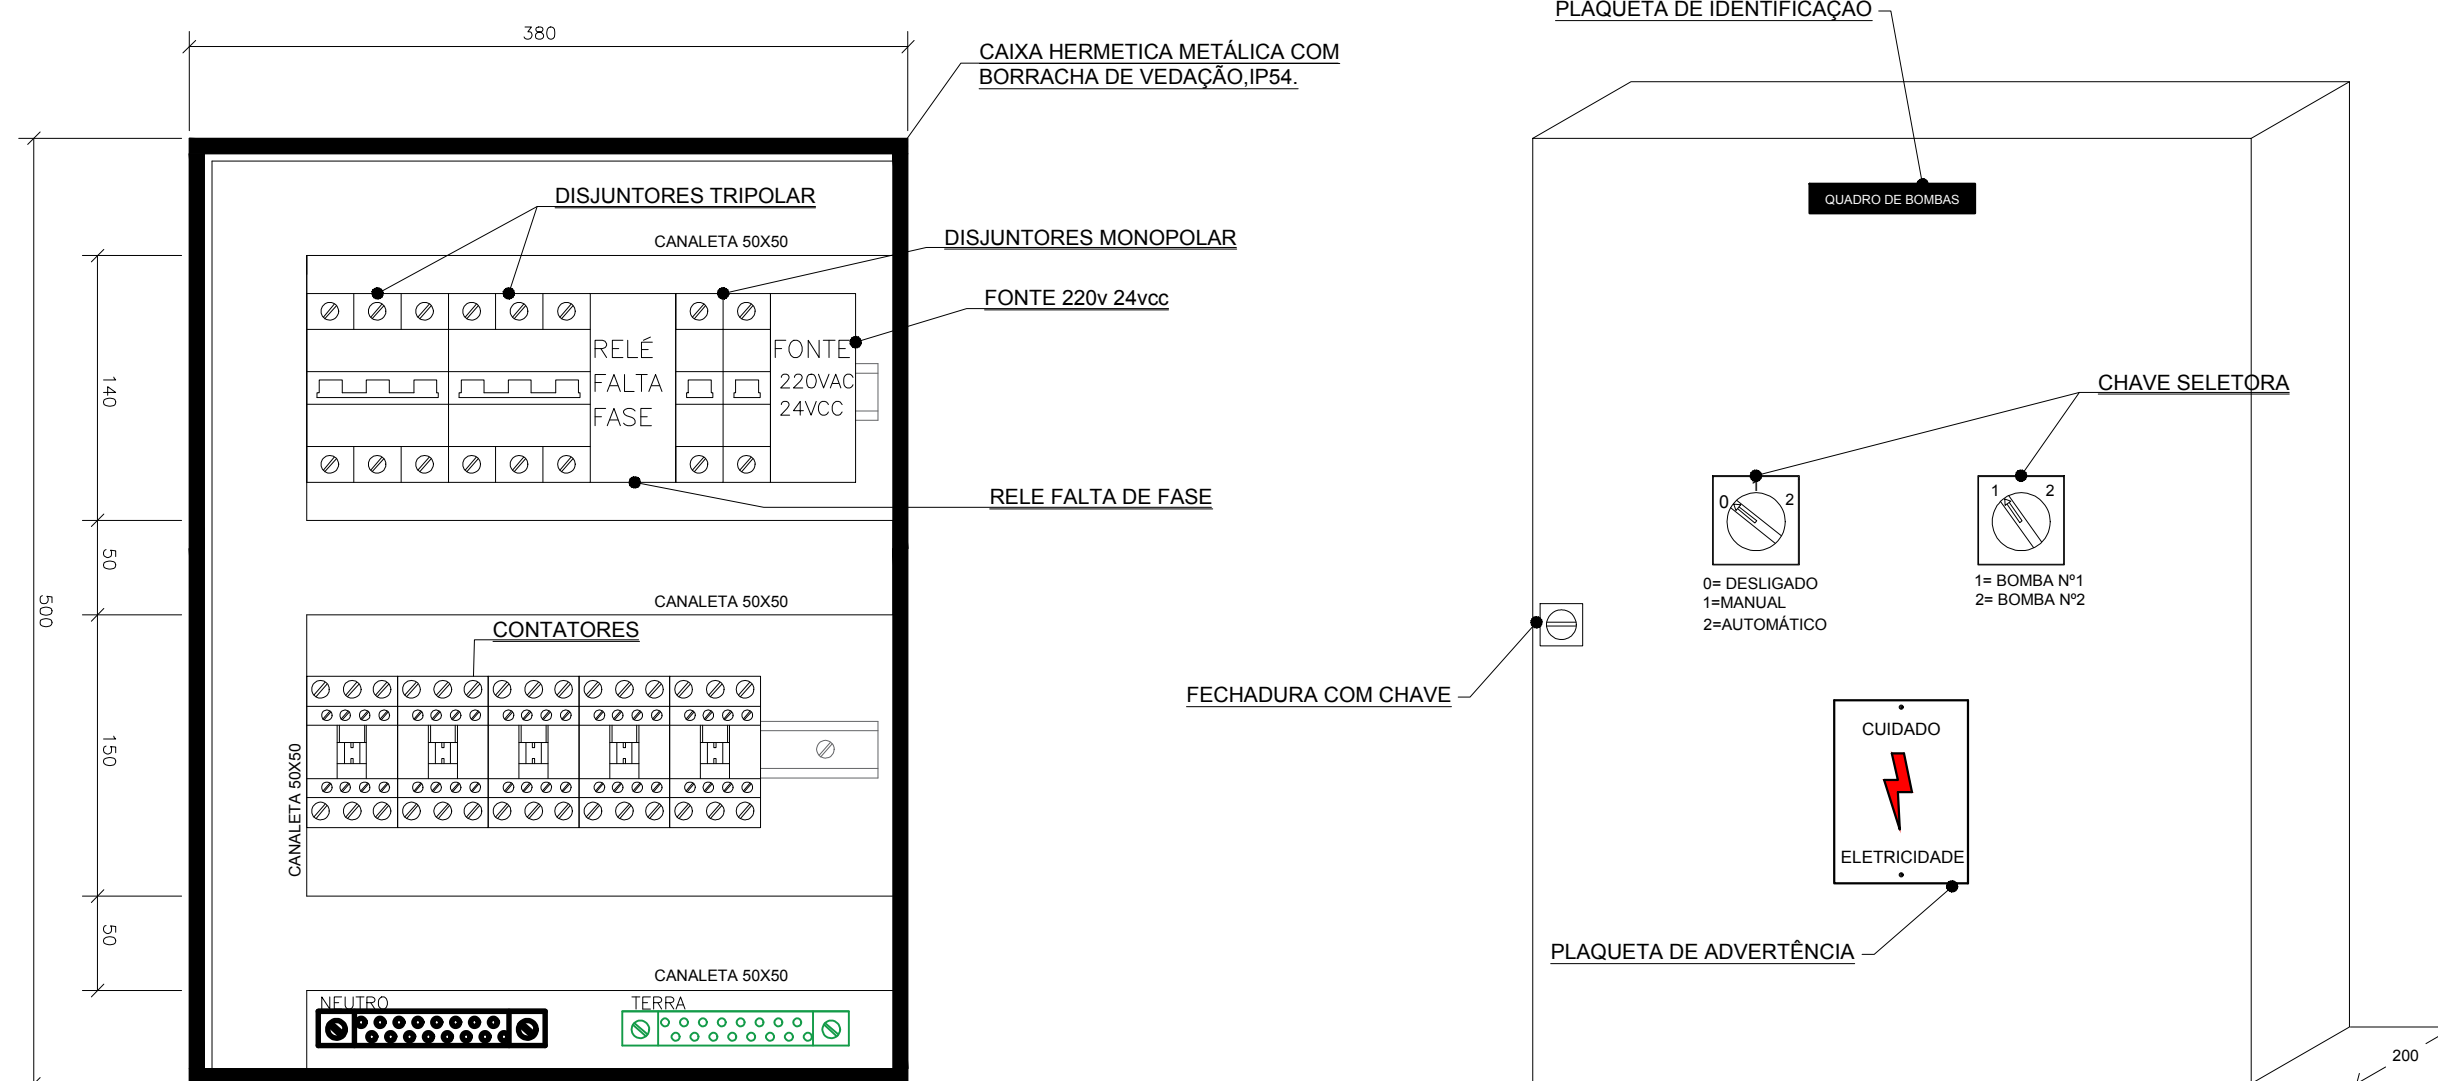 380
CAIXA HERMETICA METÁLICA COM
BORRACHA DE VEDAÇÃO,IP54.
DISJUNTORES TRIPOLAR
CANALETA 50X50
DISJUNTORES MONOPOLAR
FONTE 220v 24vcc
RELÉ
FALTA
FASE
FONTE
220VAC
24VCC
RELE FALTA DE FASE
140
50
500
CANALETA 50X50
CONTATORES
150
CANALETA 50X50
50
CANALETA 50X50
NEUTRO
TERRA
PLAQUETA DE IDENTIFICAÇÃO
QUADRO DE BOMBAS
CHAVE SELETORA
0
1
2
1
2
0= DESLIGADO
1=MANUAL
2=AUTOMÁTICO
1= BOMBA Nº1
2= BOMBA Nº2
FECHADURA COM CHAVE
CUIDADO
ELETRICIDADE
PLAQUETA DE ADVERTÊNCIA
200